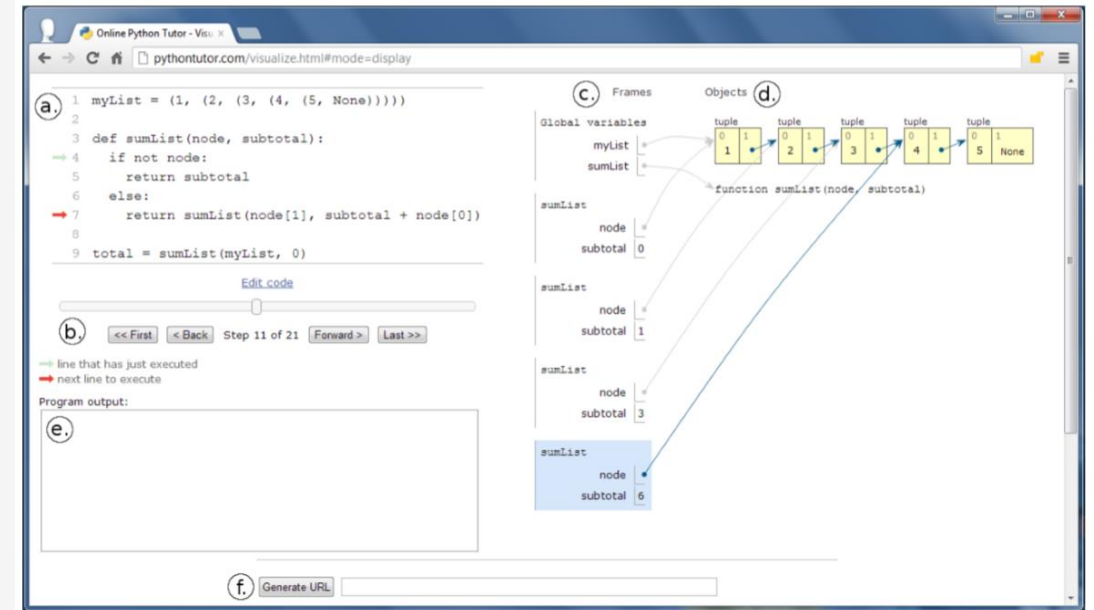 Online Python Tutor - Visu
pythontutor.com/visualize.html#mode=display
a.
1 myList = (1, (2, (3, (4, (5, None)))))
2
3 def sumList(node, subtotal):
4 if not node:
5 return subtotal
6 else:
7 return sumList(node[1], subtotal + node[0])
8
9 total = sumList(myList, 0)
Edit code
b.
<< First < Back Step 11 of 21 Forward > Last >>
line that has just executed
next line to execute
Program output:
e.
c. Frames Objects d.
Global variables
myList
sumList
tuple tuple tuple tuple tuple
0 1 0 1 0 1 0 1 0 1
1 2 3 4 5 None
function sumList(node, subtotal)
sumList
node
subtotal 0
sumList
node
subtotal 1
sumList
node
subtotal 3
sumList
node
subtotal 6
f. Generate URL